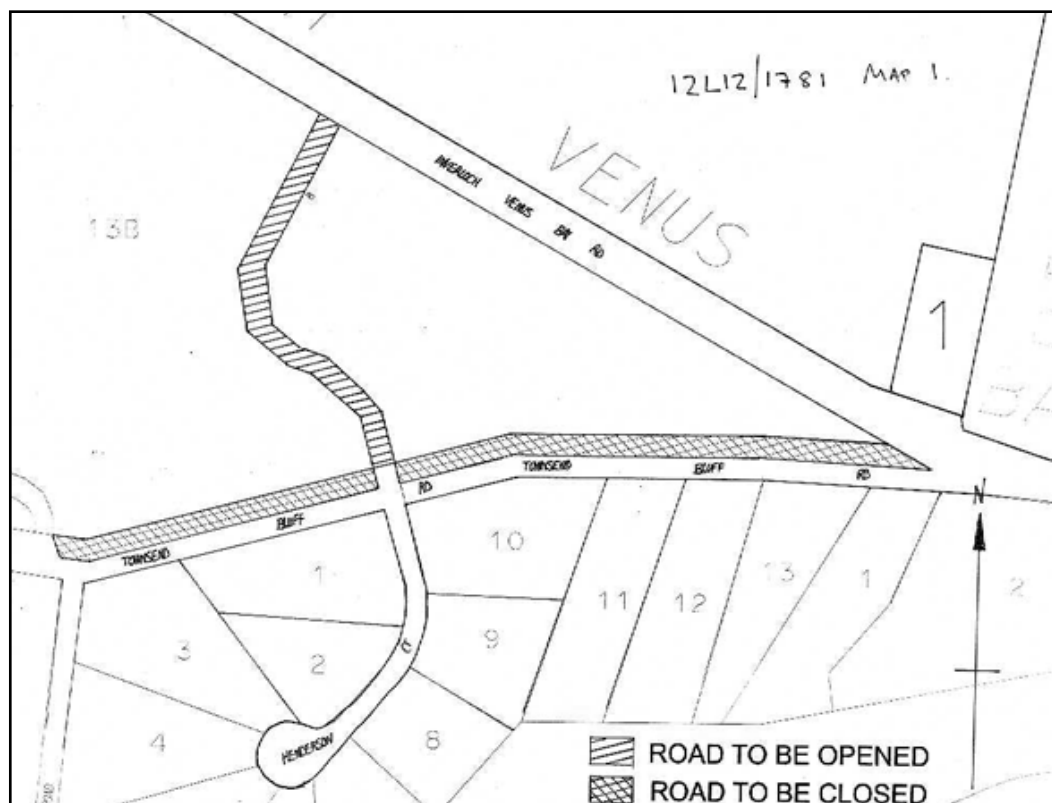 12L12/1781 MAP 1.
VENUS
INVERLOCH VENUS BAY RD
13B
1
TOWNSEND BLUFF RD
N
TOWNSEND BLUFF RD
1
10
11
12
13
1
2
3
2
9
CT
4
HENDERSON
8
ROAD TO BE OPENED
ROAD TO BE CLOSED